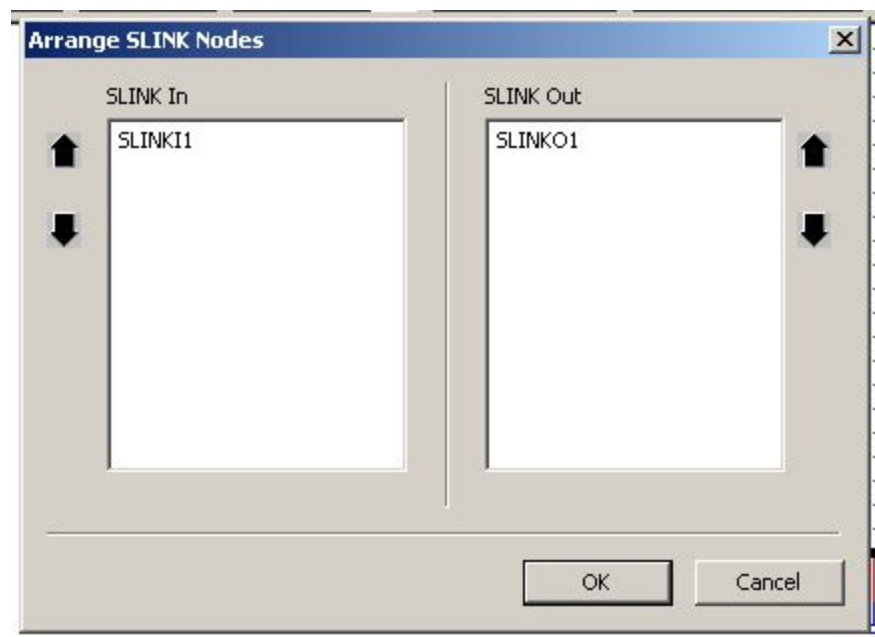 Arrange SLINK Nodes
SLINK In
SLINK Out
SLINKI1
SLINKO1
OK
Cancel